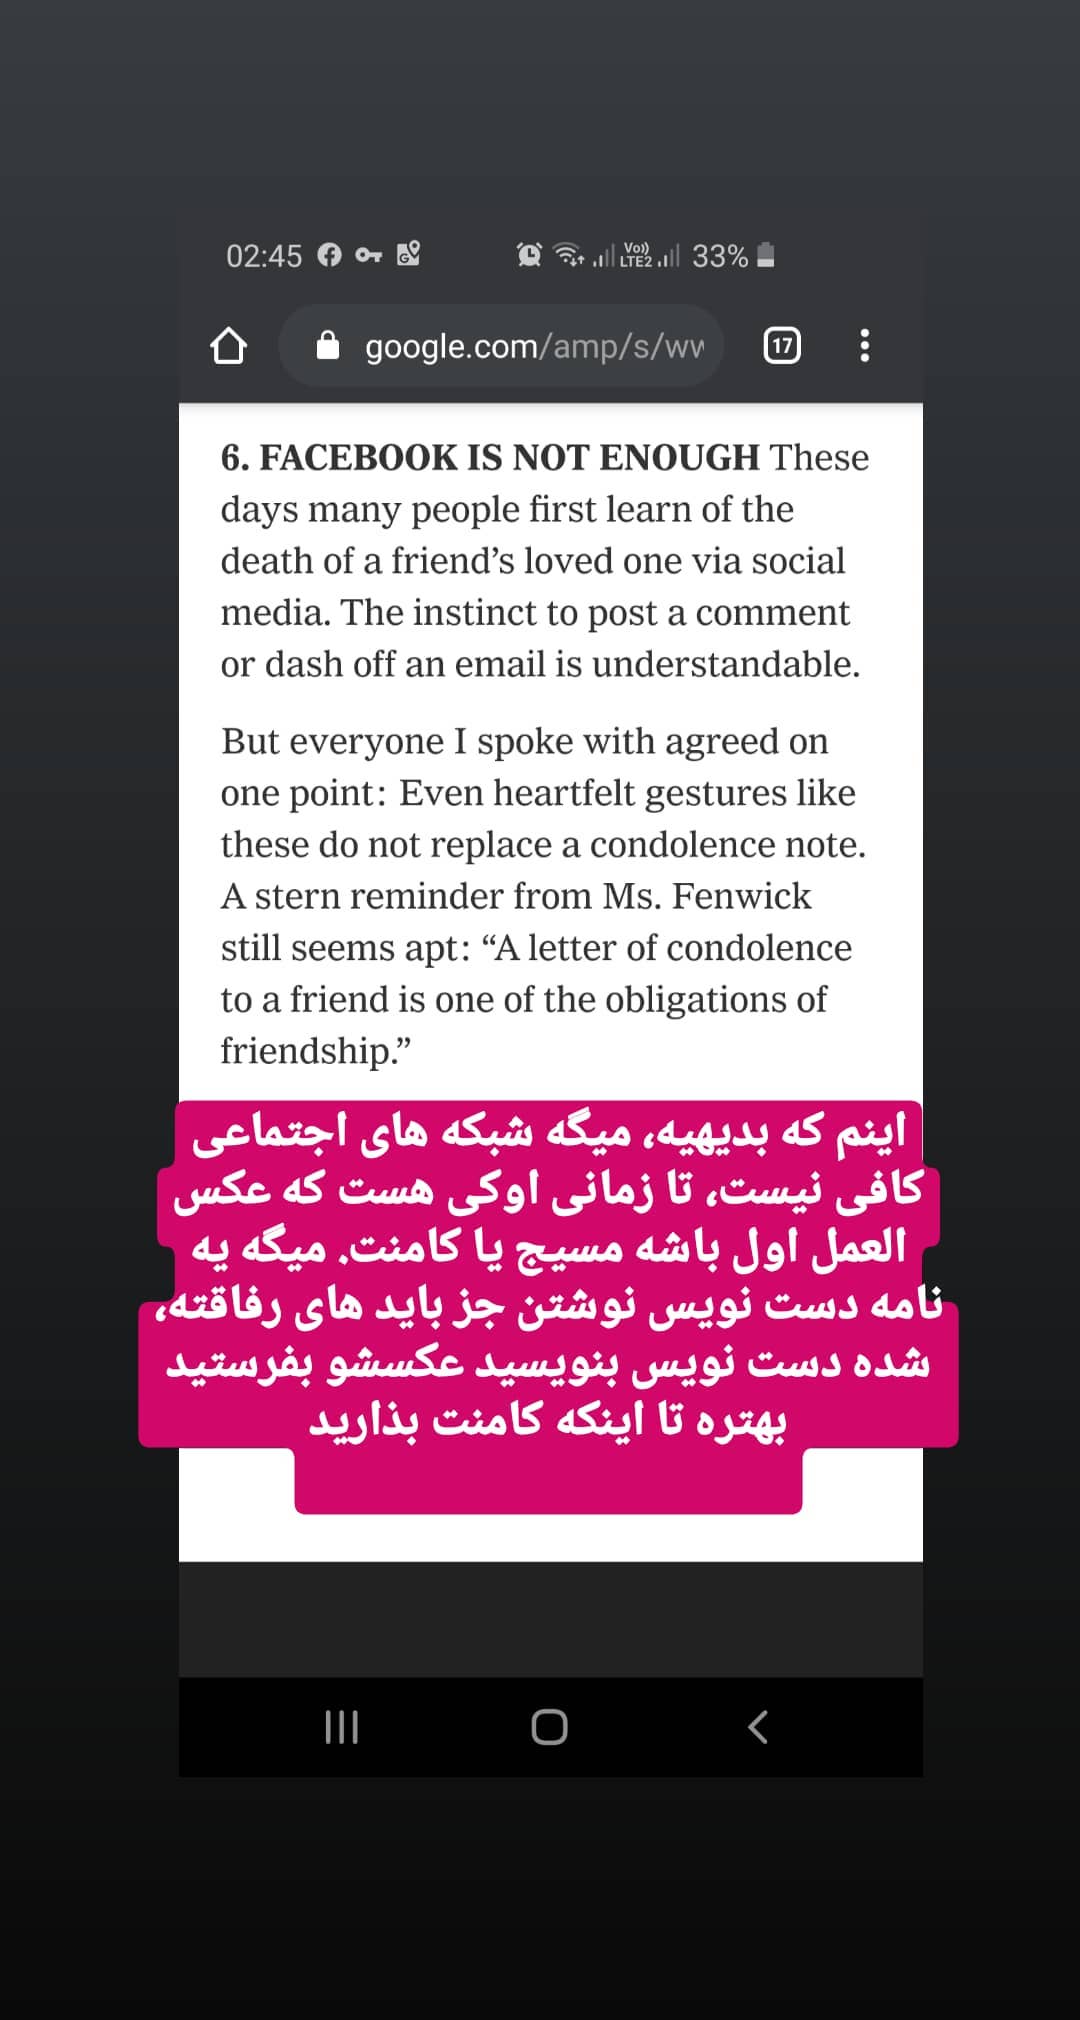 02:45
Vo))
LTE2
33%
google.com/amp/s/wv
17
6. FACEBOOK IS NOT ENOUGH These
days many people first learn of the
death of a friend’s loved one via social
media. The instinct to post a comment
or dash off an email is understandable.
But everyone I spoke with agreed on
one point: Even heartfelt gestures like
these do not replace a condolence note.
A stern reminder from Ms. Fenwick
still seems apt: “A letter of condolence
to a friend is one of the obligations of
friendship.”
اینم که بدیهیه، میگه شبکه های اجتماعی
کافی نیست، تا زمانی اوکی هست که عکس
العمل اول باشه مسیج یا کامنت. میگه یه
نامه دست نویس نوشتن جز باید های رفاقته،
شده دست نویس بنویسید عکسشو بفرستید
بهتره تا اینکه کامنت بذارید